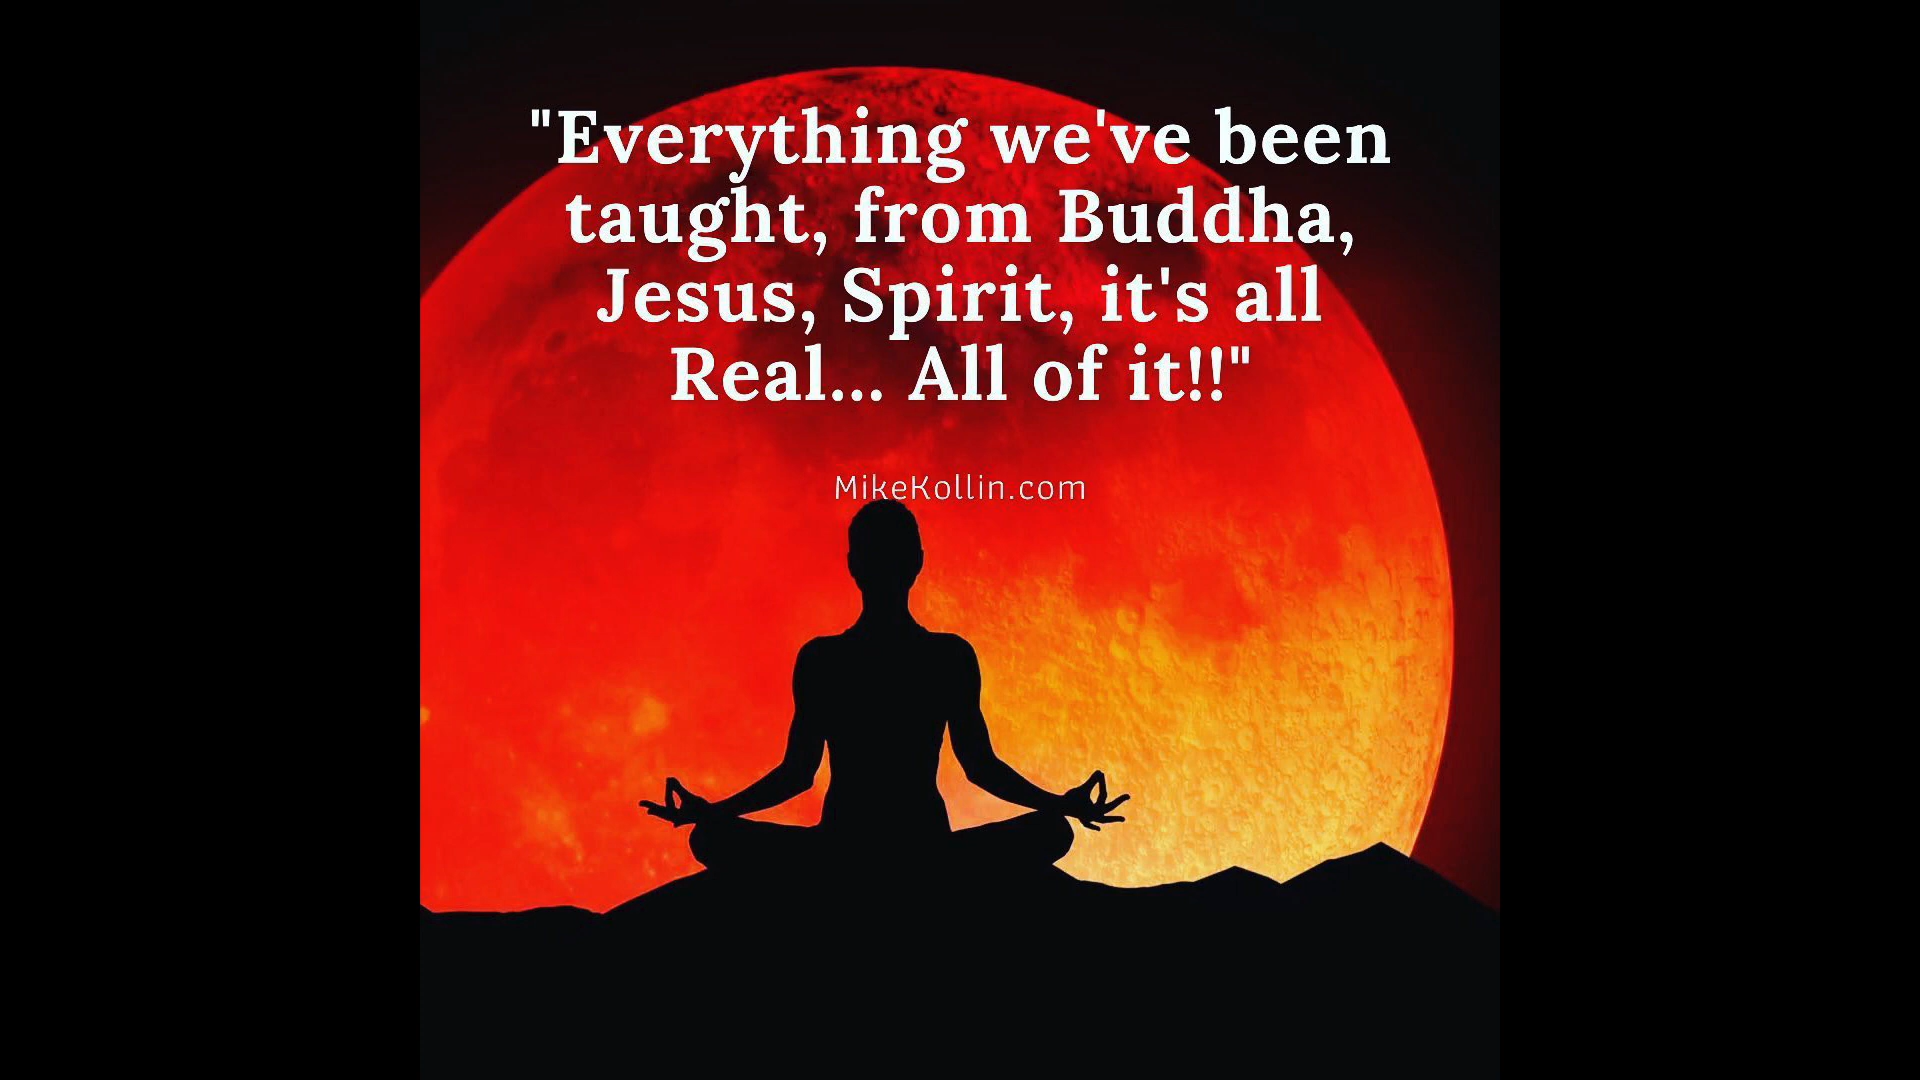 "Everything we've been
taught, from Buddha,
Jesus, Spirit, it's all
Real... All of it!!"
MikeKollin.com